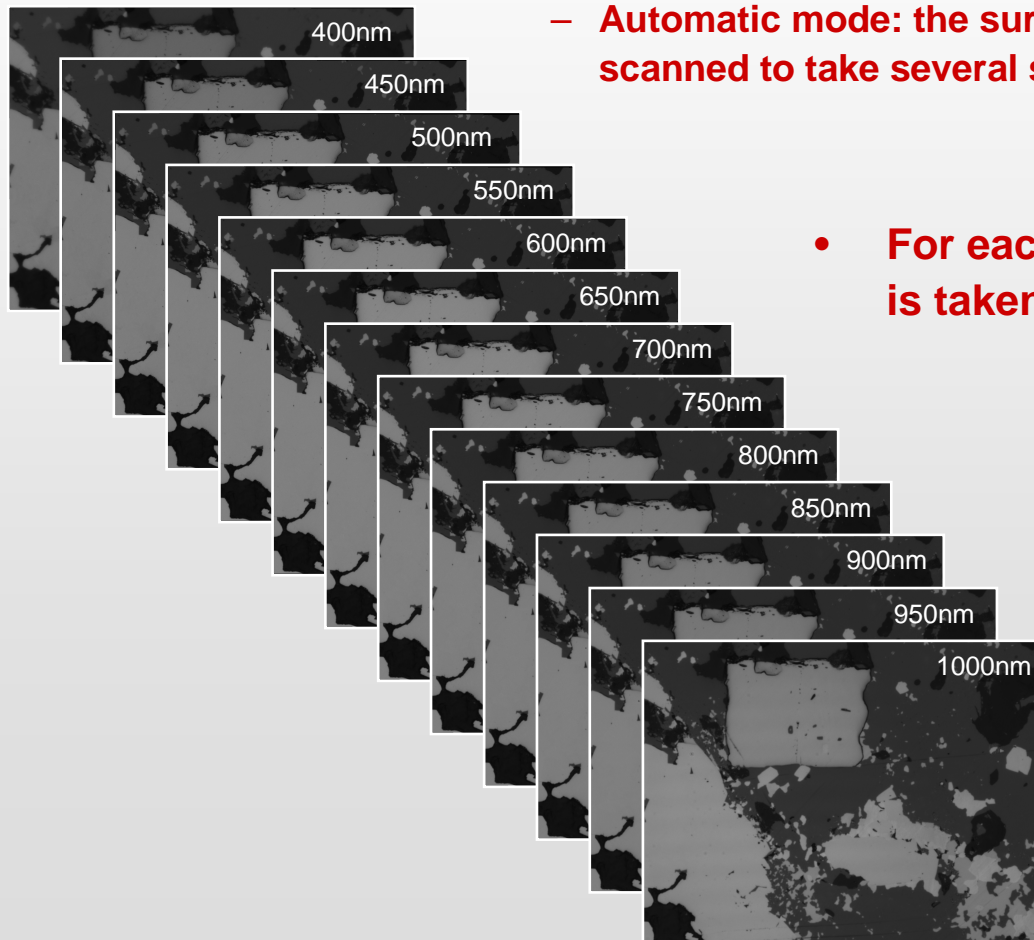 – Automatic mode: the sur
scanned to take several s
• For eac
is taken
400nm
450nm
500nm
550nm
600nm
650nm
700nm
750nm
800nm
850nm
900nm
950nm
1000nm